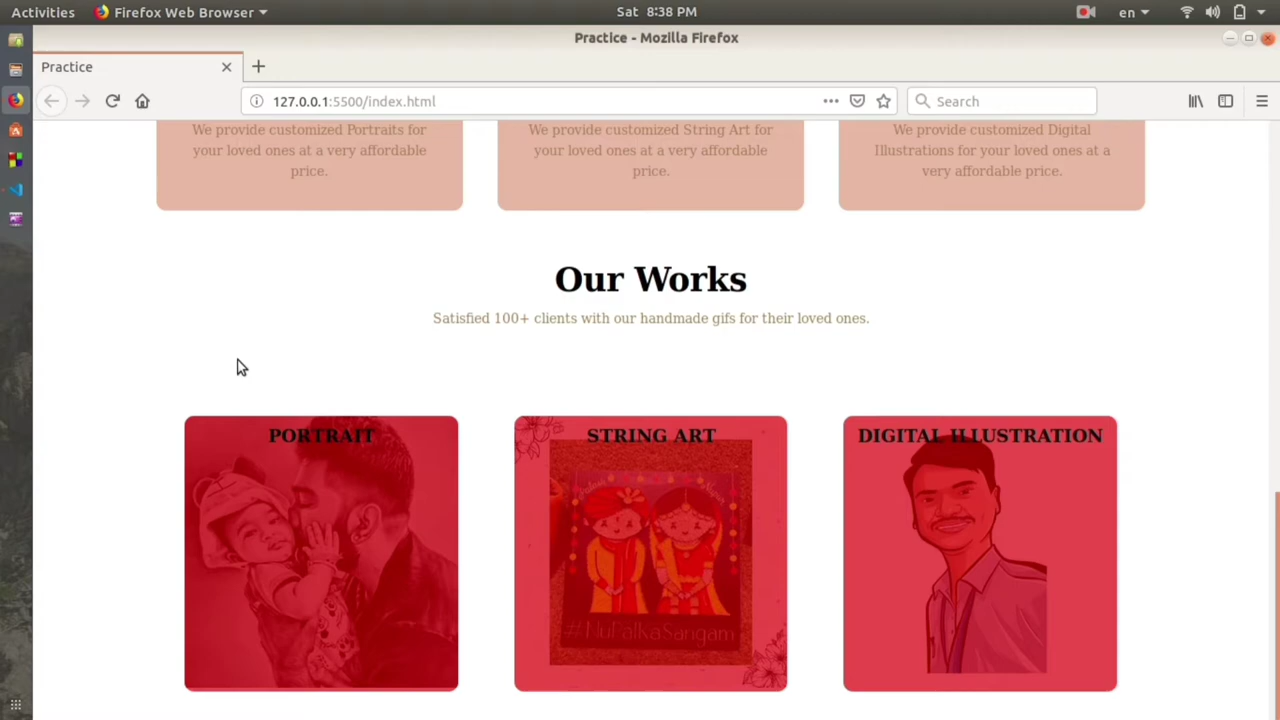 Activities Firefox Web Browser Sat 8:38 PM en
Practice - Mozilla Firefox
Practice
127.0.0.1:5500/index.html Search
We provide customized Portraits for
your loved ones at a very affordable
price.
We provide customized String Art for
your loved ones at a very affordable
price.
We provide customized Digital
Illustrations for your loved ones at a
very affordable price.
Our Works
Satisfied 100+ clients with our handmade gifs for their loved ones.
PORTRAIT
STRING ART
#NuPalKaSangam
DIGITAL ILLUSTRATION